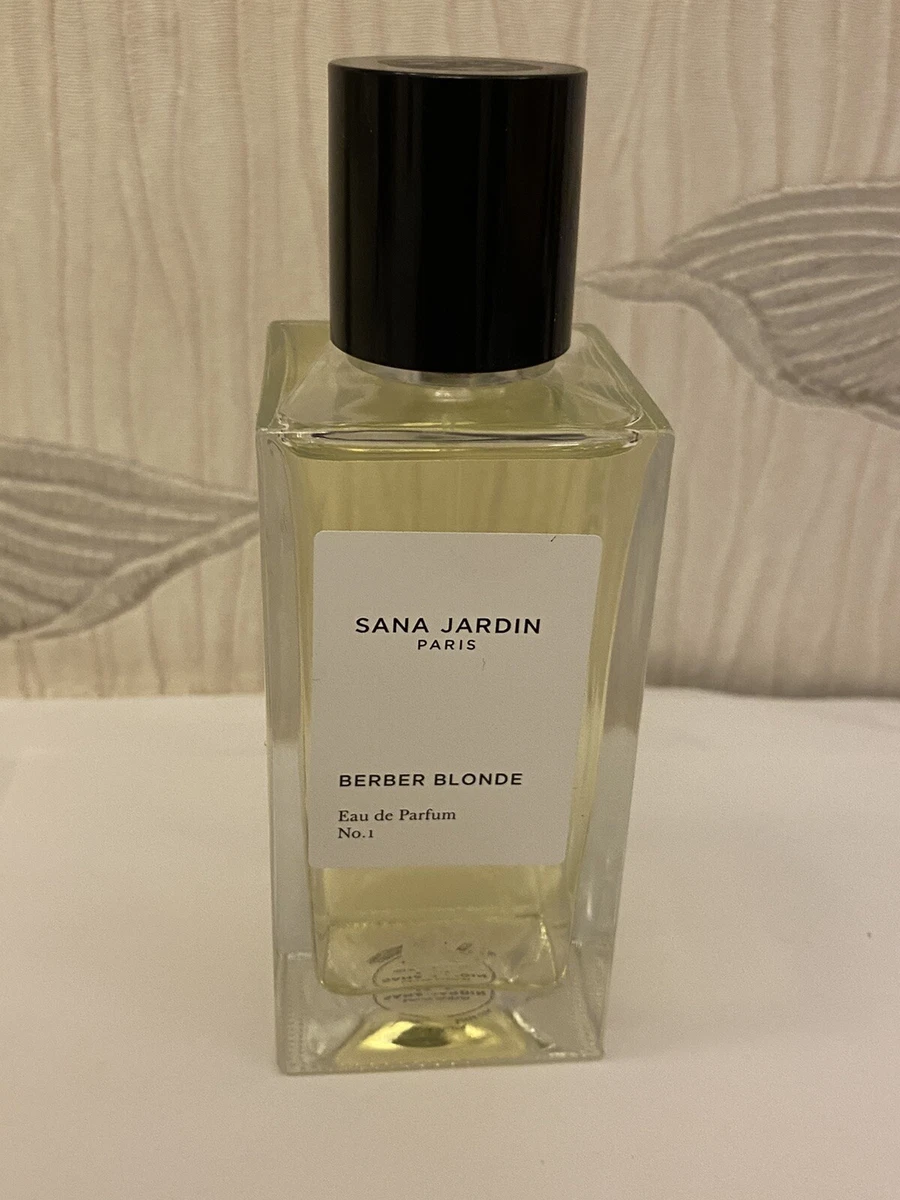 SANA JARDIN
PARIS
BERBER BLONDE
Eau de Parfum
No.1